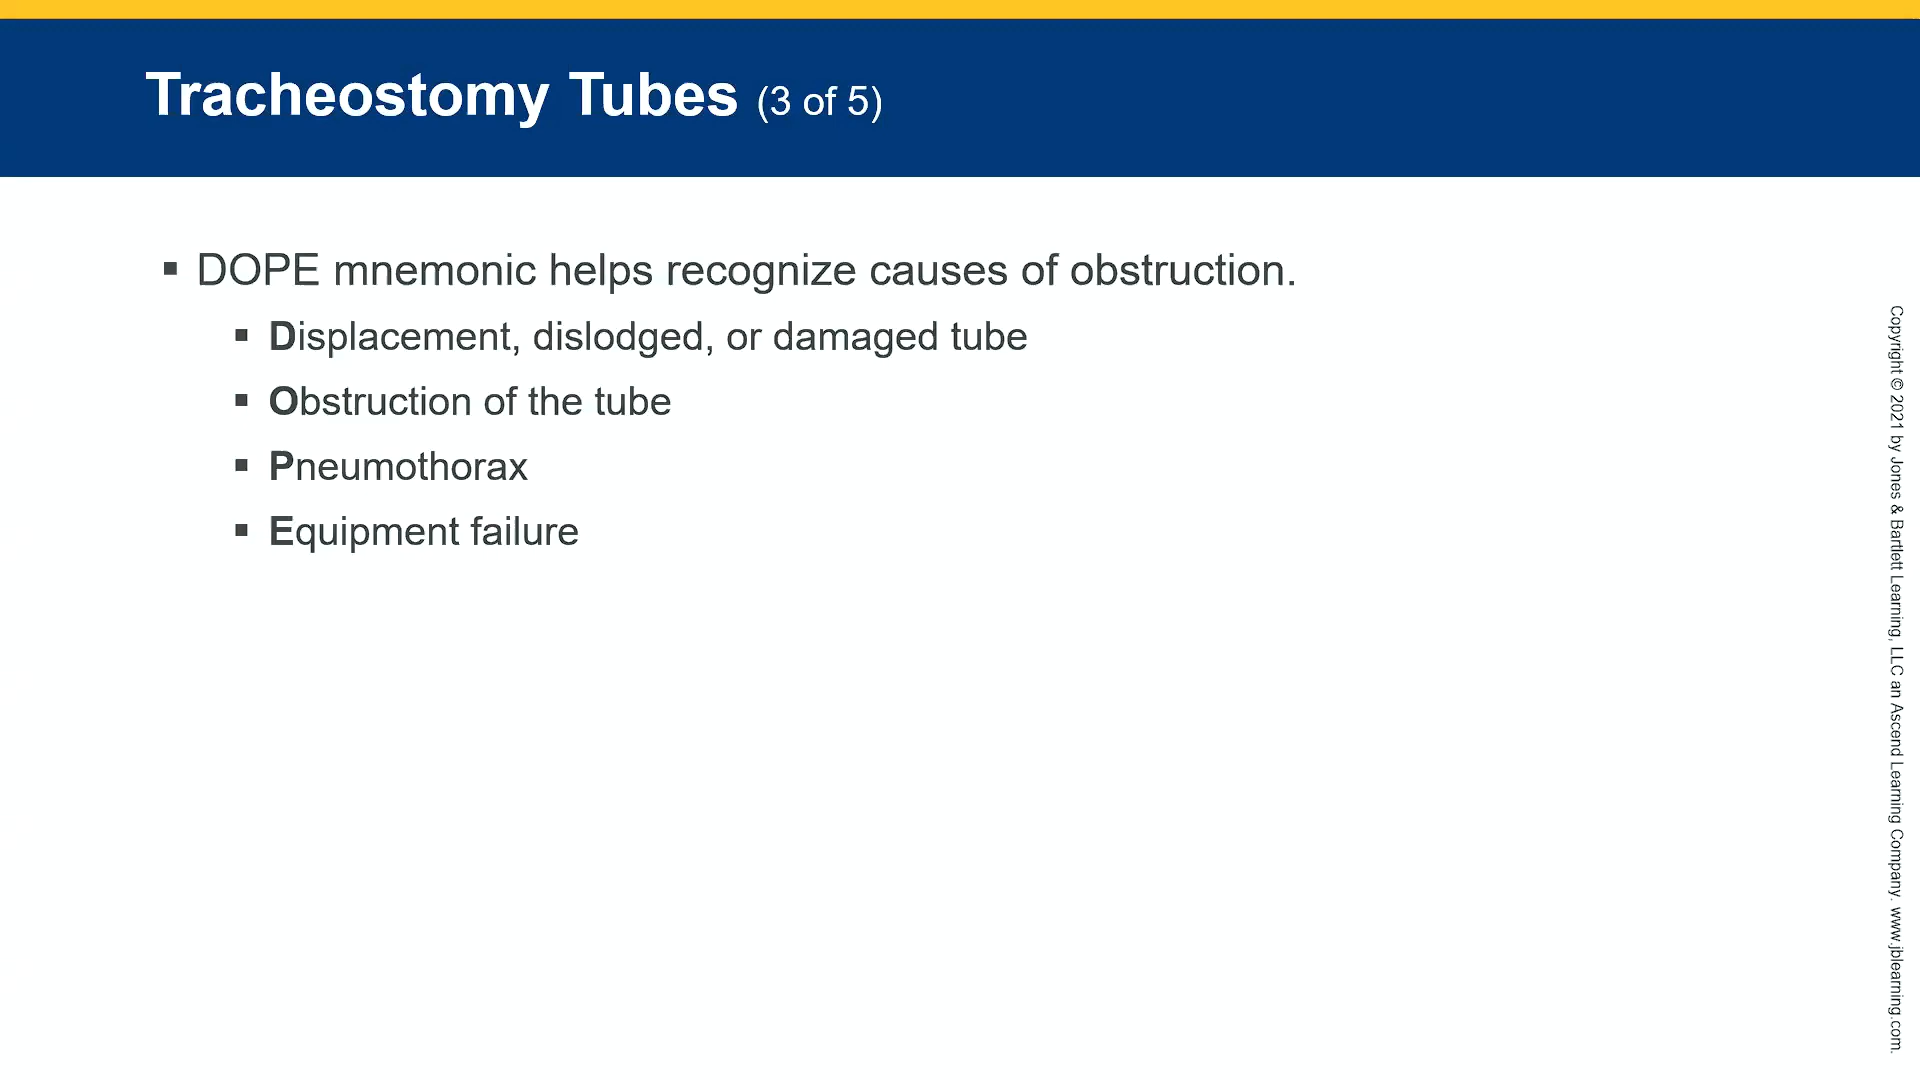 Tracheostomy Tubes (3 of 5)
▪ DOPE mnemonic helps recognize causes of obstruction.
▪ Displacement, dislodged, or damaged tube
▪ Obstruction of the tube
▪ Pneumothorax
▪ Equipment failure
Copyright © 2021 by Jones & Bartlett Learning, LLC an Ascend Learning Company. www.jblearning.com.